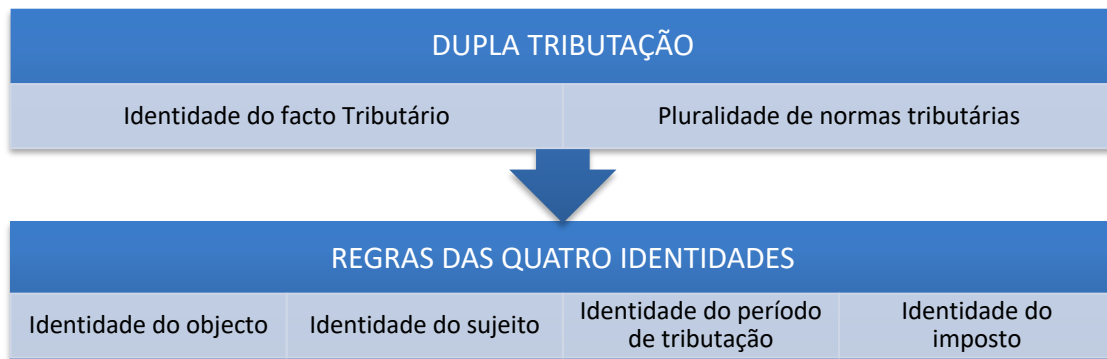 DUPLA TRIBUTAÇÃO
Identidade do facto Tributário
Pluralidade de normas tributárias
REGRAS DAS QUATRO IDENTIDADES
Identidade do objecto
Identidade do sujeito
Identidade do período
de tributação
Identidade do
imposto